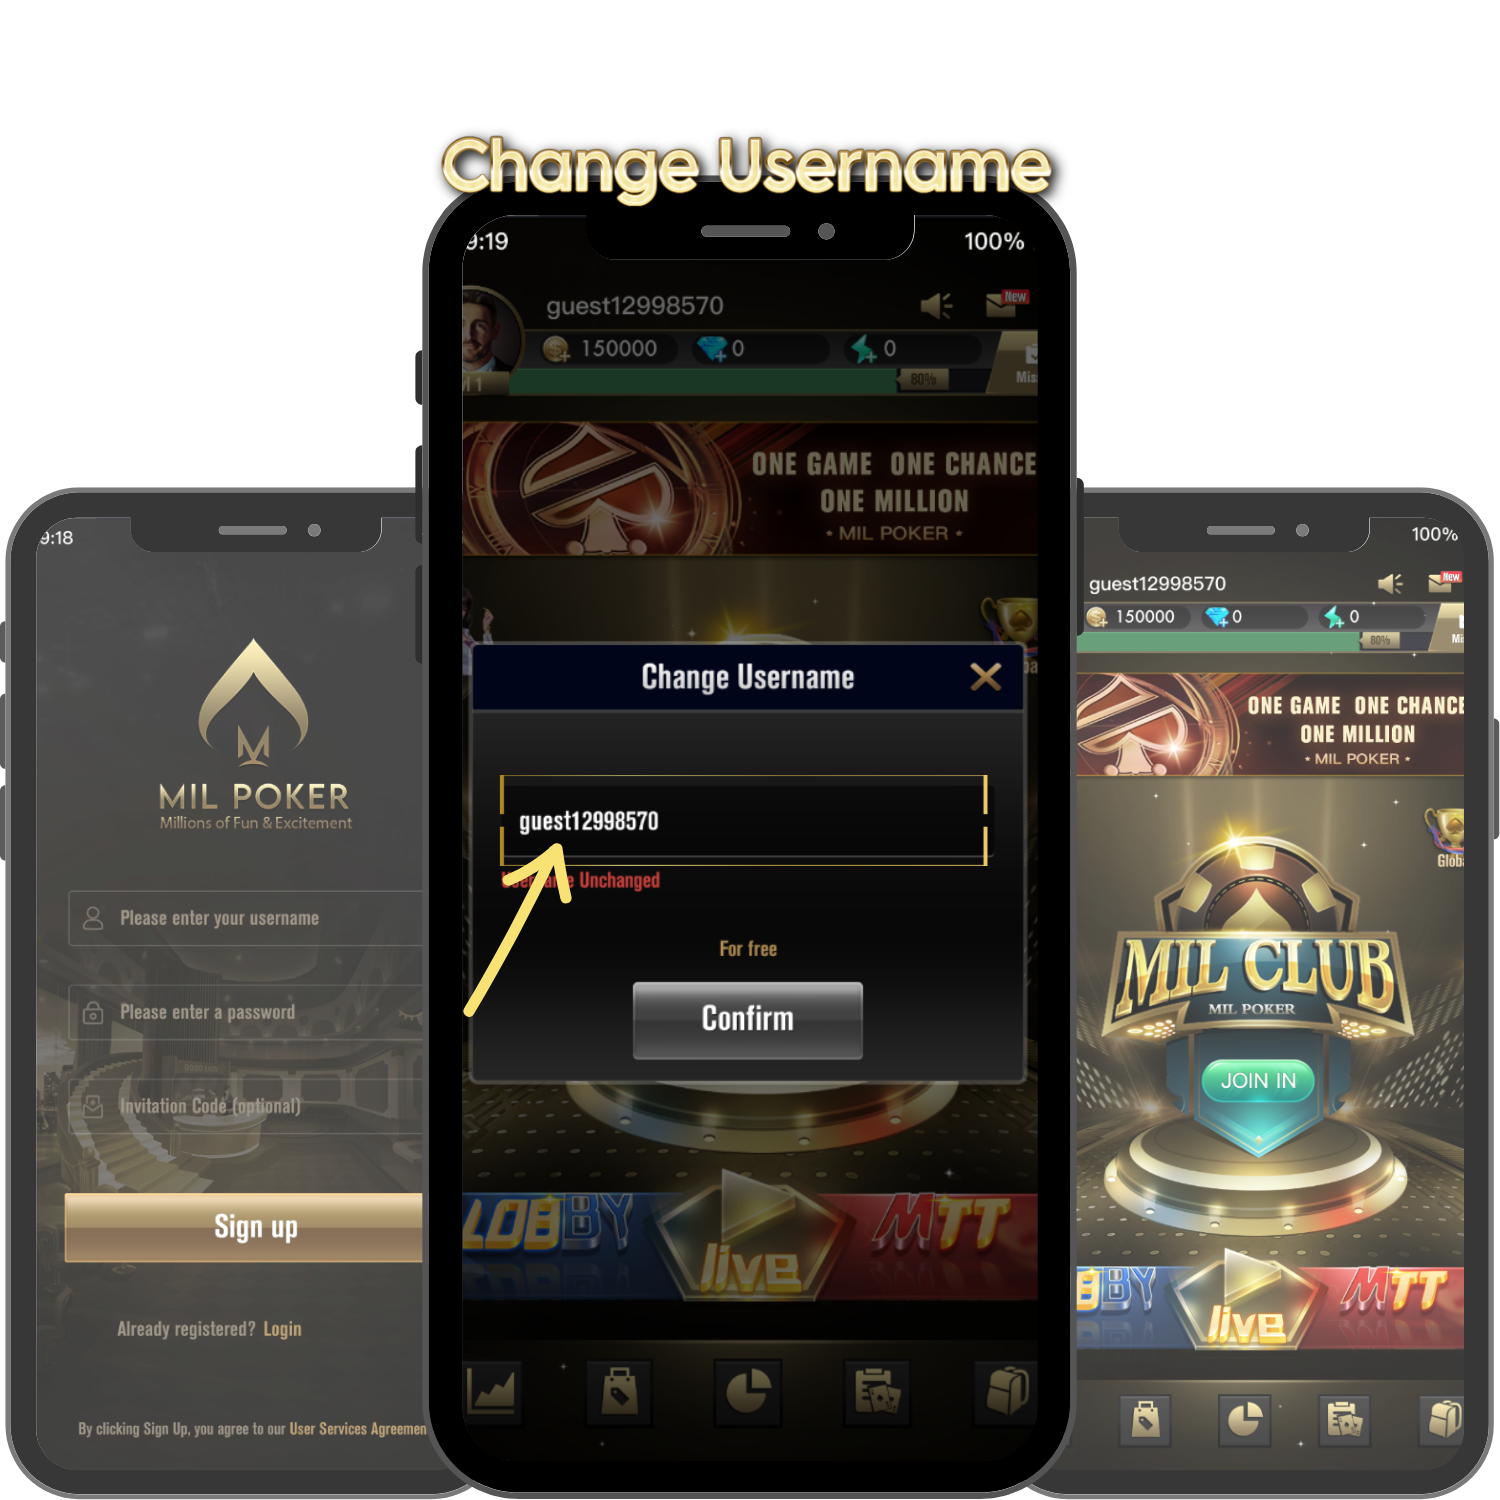 Change Username
9:18
MIL POKER
Millions of Fun & Excitement
Please enter your username
Please enter a password
Invitation Code (optional)
Sign up
Already registered? Login
By clicking Sign Up, you agree to our User Services Agreemen
9:19
100%
guest12998570
New
150000
0
0
80%
Mis
ONE GAME ONE CHANCE
ONE MILLION
• MIL POKER •
Change Username
guest12998570
Username Unchanged
For free
Confirm
LOBBY
live
MTT
100%
guest12998570
New
150000
0
0
80%
Mi
ONE GAME ONE CHANCE
ONE MILLION
• MIL POKER •
Globa
MIL CLUB
MIL POKER
JOIN IN
BBY
live
MTT